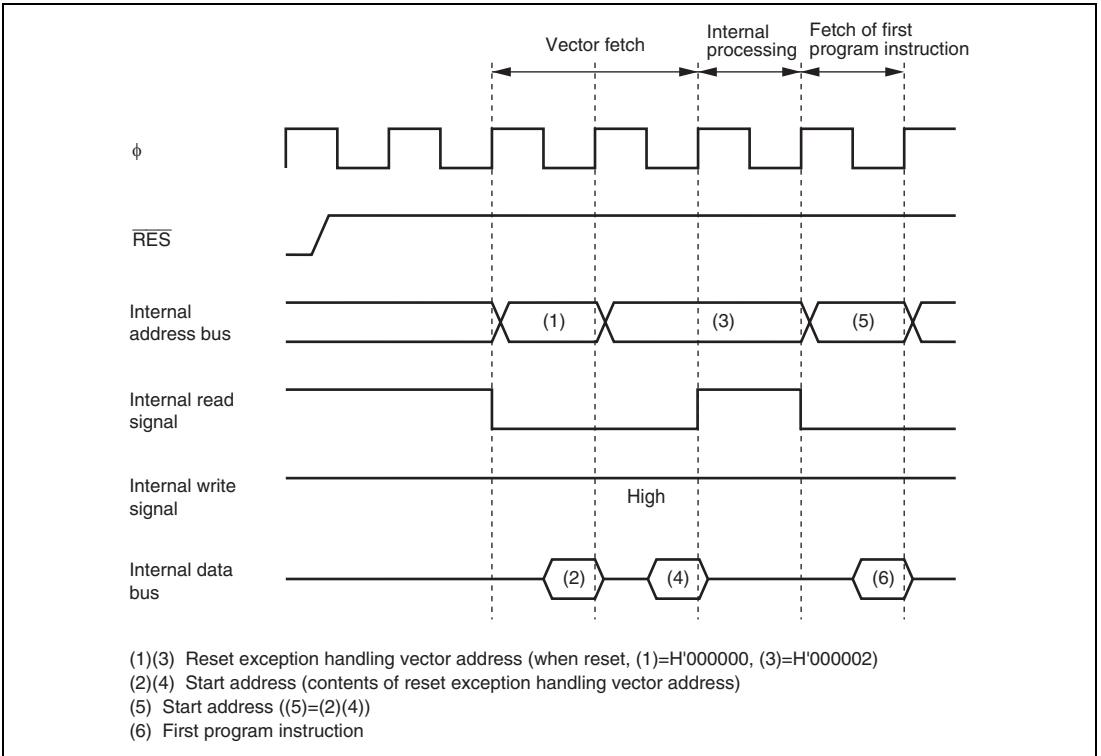 Vector fetch
Internal
processing
Fetch of first
program instruction
ϕ
RES
Internal
address bus
(1)
(3)
(5)
Internal read
signal
Internal write
signal
High
Internal data
bus
(2)
(4)
(6)
(1)(3) Reset exception handling vector address (when reset, (1)=H'000000, (3)=H'000002)
(2)(4) Start address (contents of reset exception handling vector address)
(5) Start address ((5)=(2)(4))
(6) First program instruction